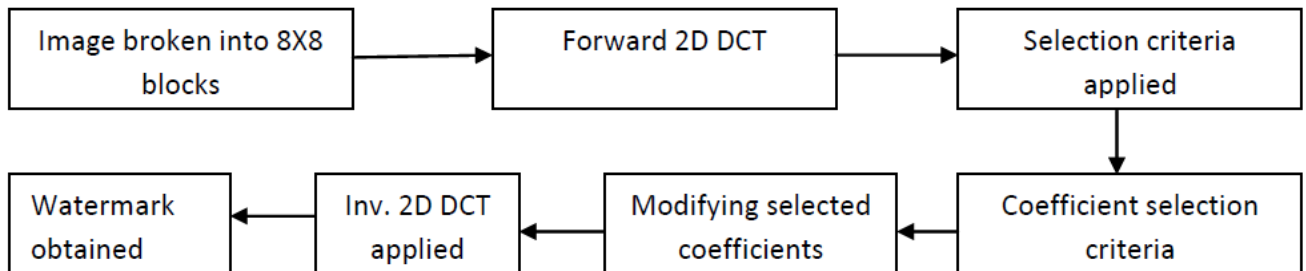 Image broken into 8X8
blocks
Forward 2D DCT
Selection criteria
applied
Coefficient selection
criteria
Modifying selected
coefficients
Inv. 2D DCT
applied
Watermark
obtained